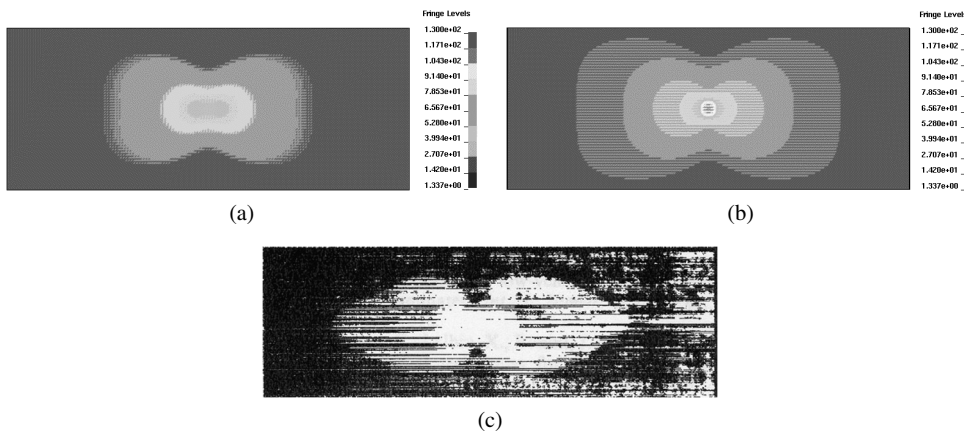 Fringe Levels
1.300e+02
1.171e+02
1.043e+02
9.140e+01
7.853e+01
6.567e+01
5.280e+01
3.994e+01
2.707e+01
1.420e+01
1.337e+00
(a)
Fringe Levels
1.300e+02
1.171e+02
1.043e+02
9.140e+01
7.853e+01
6.567e+01
5.280e+01
3.994e+01
2.707e+01
1.420e+01
1.337e+00
(b)
(c)